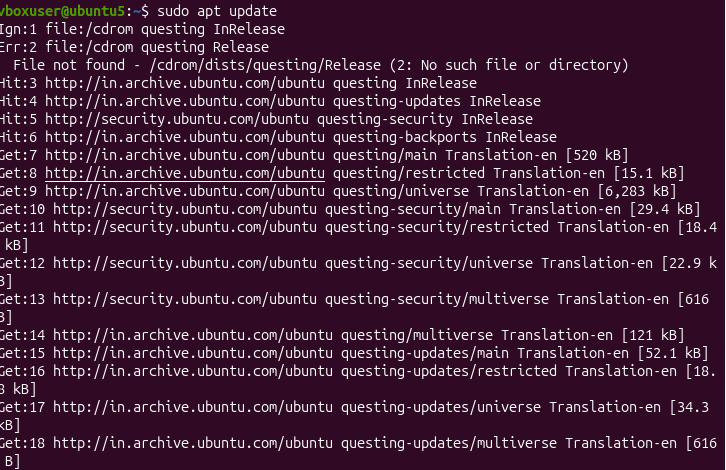 vboxuser@ubuntu5:~$ sudo apt update
Ign:1 file:/cdrom questing InRelease
Err:2 file:/cdrom questing Release
  File not found - /cdrom/dists/questing/Release (2: No such file or directory)
Hit:3 http://in.archive.ubuntu.com/ubuntu questing InRelease
Hit:4 http://in.archive.ubuntu.com/ubuntu questing-updates InRelease
Hit:5 http://security.ubuntu.com/ubuntu questing-security InRelease
Hit:6 http://in.archive.ubuntu.com/ubuntu questing-backports InRelease
Get:7 http://in.archive.ubuntu.com/ubuntu questing/main Translation-en [520 kB]
Get:8 http://in.archive.ubuntu.com/ubuntu questing/restricted Translation-en [15.1 kB]
Get:9 http://in.archive.ubuntu.com/ubuntu questing/universe Translation-en [6,283 kB]
Get:10 http://security.ubuntu.com/ubuntu questing-security/main Translation-en [29.4 kB]
Get:11 http://security.ubuntu.com/ubuntu questing-security/restricted Translation-en [18.4
 kB]
Get:12 http://security.ubuntu.com/ubuntu questing-security/universe Translation-en [22.9 k
B]
Get:13 http://security.ubuntu.com/ubuntu questing-security/multiverse Translation-en [616 
B]
Get:14 http://in.archive.ubuntu.com/ubuntu questing/multiverse Translation-en [121 kB]
Get:15 http://in.archive.ubuntu.com/ubuntu questing-updates/main Translation-en [52.1 kB]
Get:16 http://in.archive.ubuntu.com/ubuntu questing-updates/restricted Translation-en [18.
8 kB]
Get:17 http://in.archive.ubuntu.com/ubuntu questing-updates/universe Translation-en [34.3 
kB]
Get:18 http://in.archive.ubuntu.com/ubuntu questing-updates/multiverse Translation-en [616
 B]